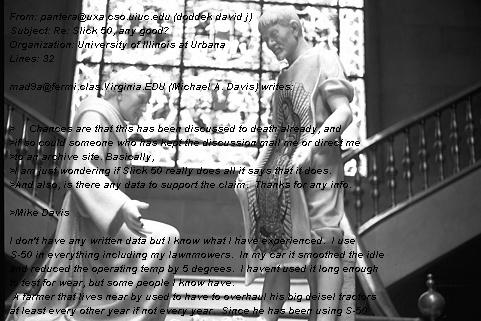 From: pantera@uxa.cso.uiuc.edu (doddek david j)
Subject: Re: Slick 50, any good?
Organization: University of Illinois at Urbana
Lines: 32

mad9a@fermi.clas.Virginia.EDU (Michael A. Davis) writes:

>     Chances are that this has been discussed to death already, and
>if so could someone who has kept the discussion mail me or direct me
>to an archive site. Basically,
>I am just wondering if Slick 50 really does all it says that it does.
>And also, is there any data to support the claim. Thanks for any info.

>Mike Davis

I don't have any written data but I know what I have experienced. I use
S-50 in everything including my lawnmowers. In my car it smoothed the idle
and reduced the operating temp by 5 degrees. I havent used it long enough
to test for wear, but some people I know have.
A farmer that lives near by used to have to overhaul his big deisel tractors
at least every other year if not every year. Since he has been using S-50